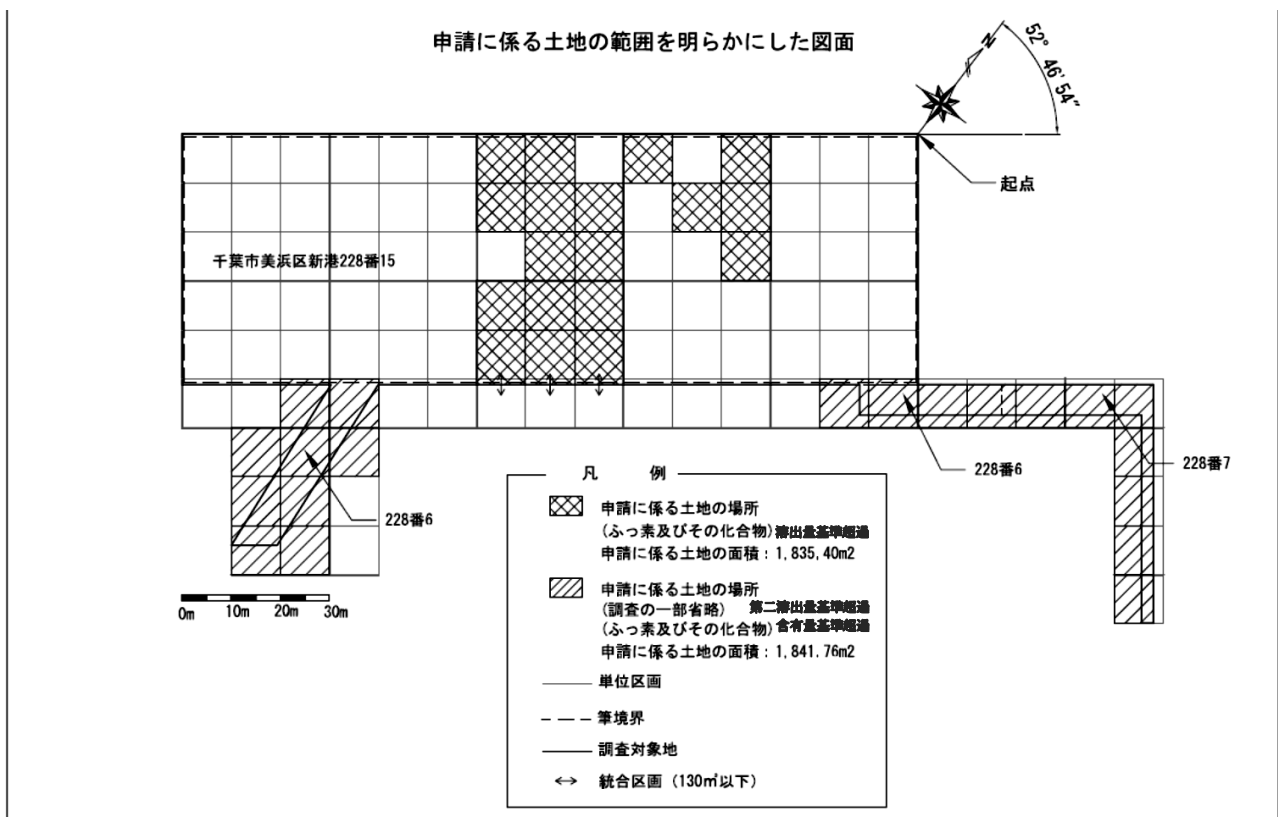 申請に係る土地の範囲を明らかにした図面
N
52° 46′ 54″
起点
千葉市美浜区新港228番15
228番6
228番7
228番6
0m 10m 20m 30m
凡 例
申請に係る土地の場所
(ふっ素及びその化合物) 溶出量基準超過
申請に係る土地の面積：1,835,40m2
申請に係る土地の場所
(調査の一部省略) 第二溶出量基準超過
(ふっ素及びその化合物) 含有量基準超過
申請に係る土地の面積：1,841.76m2
単位区画
筆境界
調査対象地
統合区画（130㎡以下）